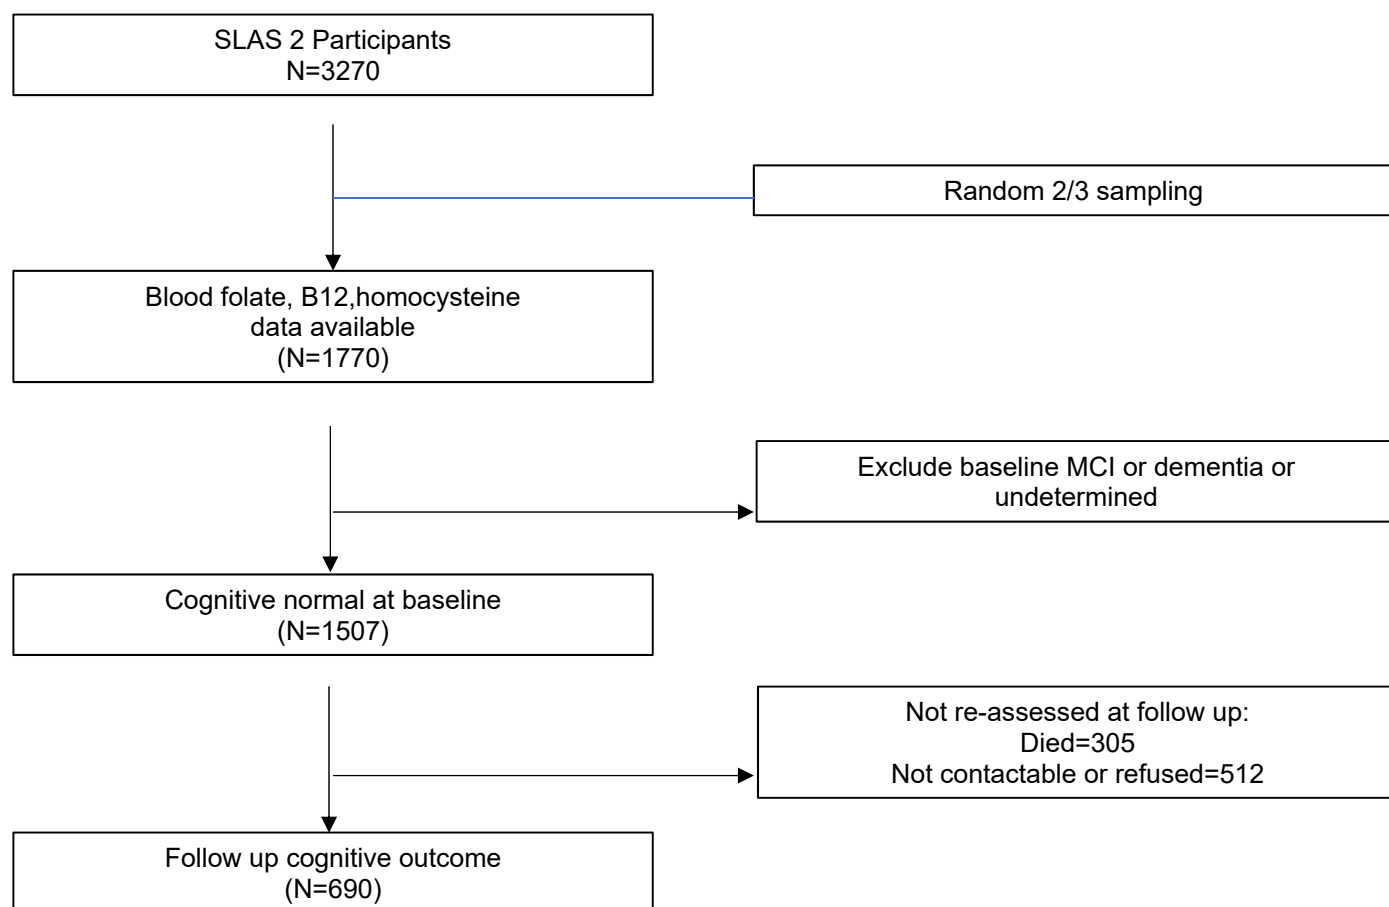 SLAS 2 Participants
N=3270
Random 2/3 sampling
Blood folate, B12,homocysteine
data available
(N=1770)
Exclude baseline MCI or dementia or
undetermined
Cognitive normal at baseline
(N=1507)
Not re-assessed at follow up:
Died=305
Not contactable or refused=512
Follow up cognitive outcome
(N=690)